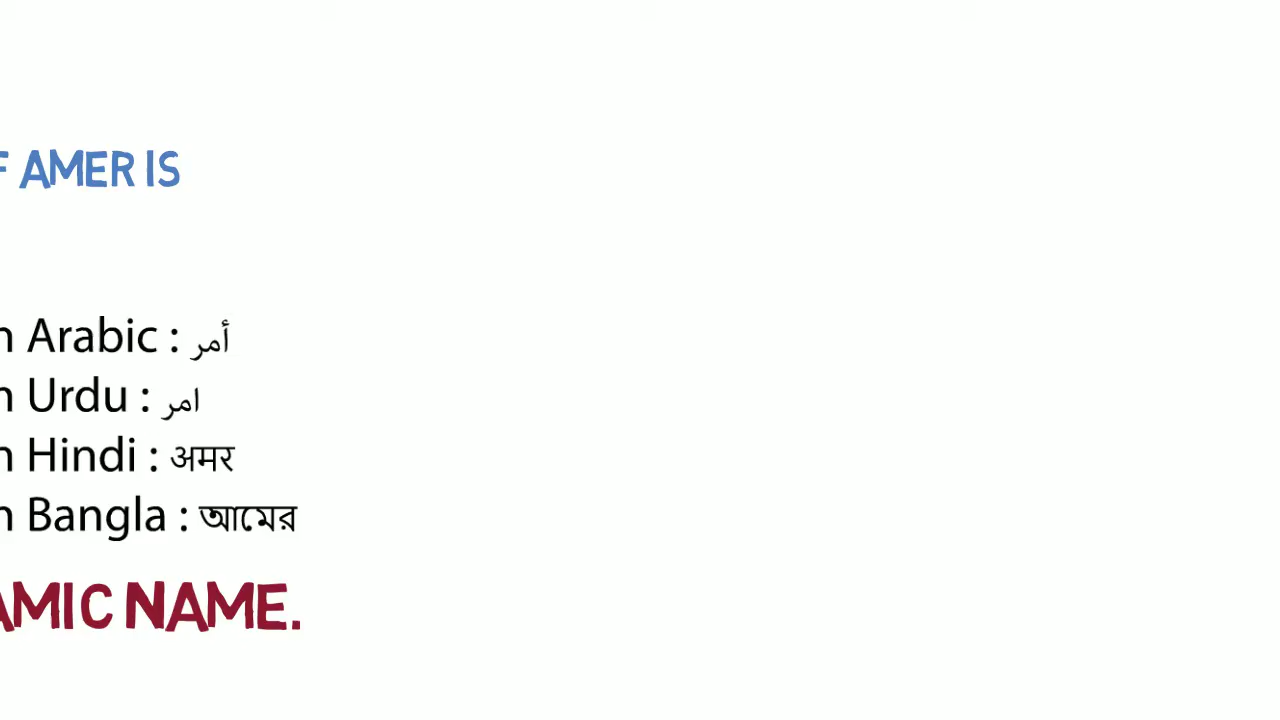 F AMER IS
n Arabic : أمر
n Urdu : امر
n Hindi : अमर
n Bangla : আমের
AMIC NAME.